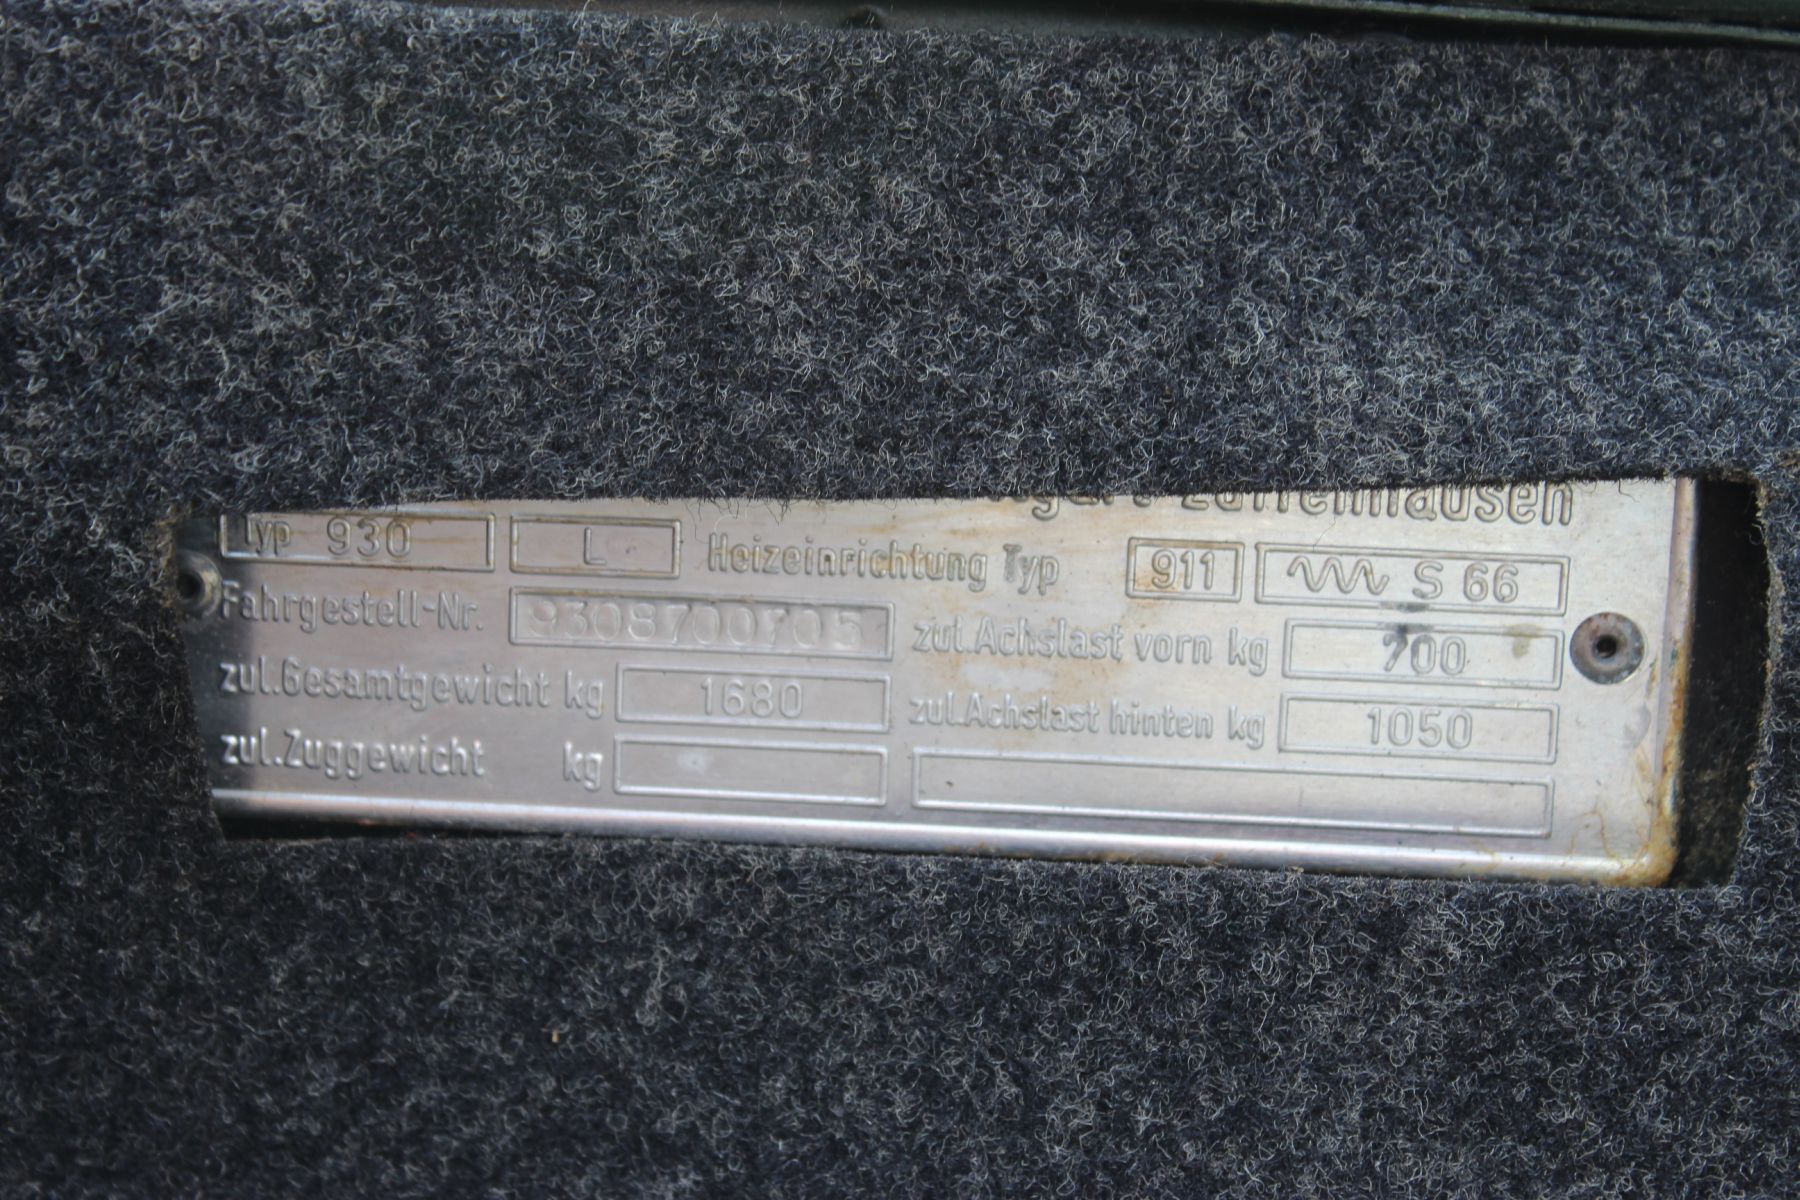 Zuffenhausen
Typ 930 L Heizeinrichtung Typ 911 S 66
Fahrgestell-Nr. 9308700705 zul.Achslast vorn kg 700
zul.Gesamtgewicht kg 1680 zul.Achslast hinten kg 1050
zul.Zuggewicht kg